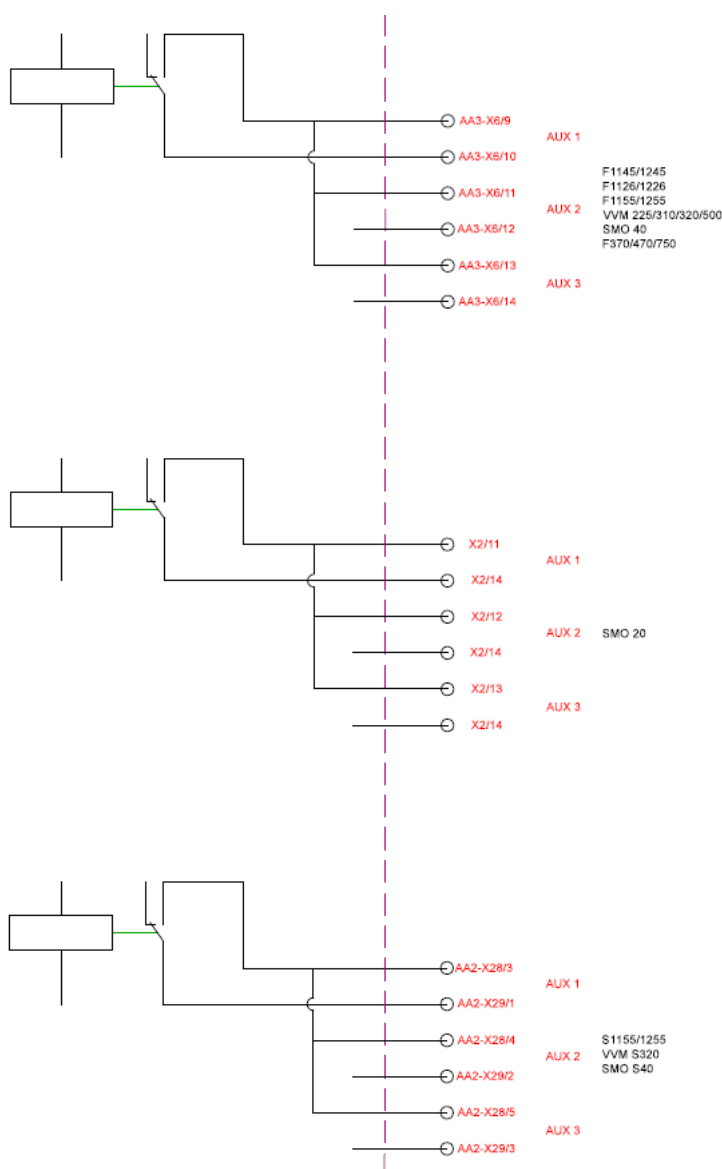 AA3-X6/9
AUX 1
AA3-X6/10
F1145/1245
F1126/1226
AA3-X6/11
F1155/1255
AUX 2
VVM 225/310/320/500
AA3-X6/12
SMO 40
F370/470/750
AA3-X6/13
AUX 3
AA3-X6/14
X2/11
AUX 1
X2/14
X2/12
AUX 2
SMO 20
X2/14
X2/13
AUX 3
X2/14
AA2-X28/3
AUX 1
AA2-X29/1
AA2-X28/4
S1155/1255
AUX 2
VVM S320
SMO S40
AA2-X29/2
AA2-X28/5
AUX 3
AA2-X29/3